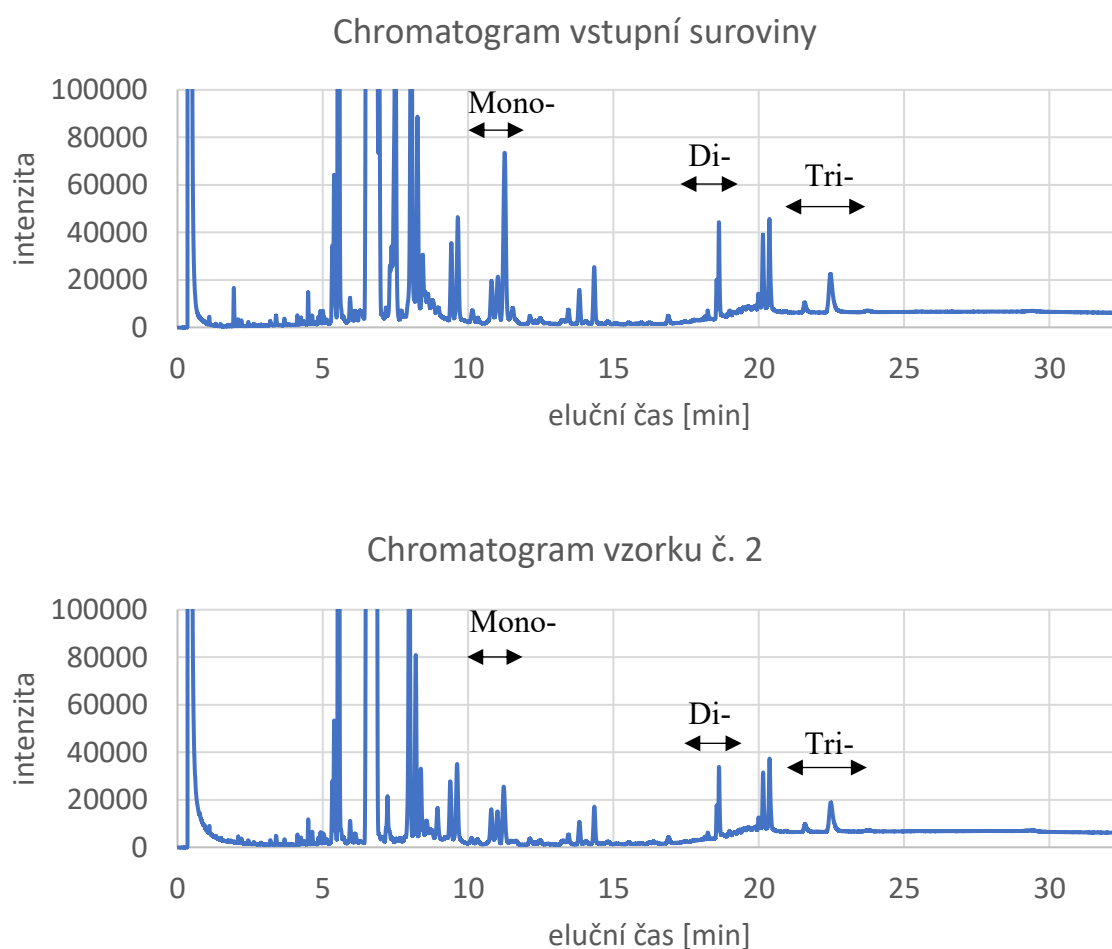 Chromatogram vstupní suroviny
100000
80000
60000
40000
20000
0
intenzita
Mono-
Di-
Tri-
0 5 10 15 20 25 30
eluční čas [min]
Chromatogram vzorku č. 2
100000
80000
60000
40000
20000
0
intenzita
Mono-
Di-
Tri-
0 5 10 15 20 25 30
eluční čas [min]